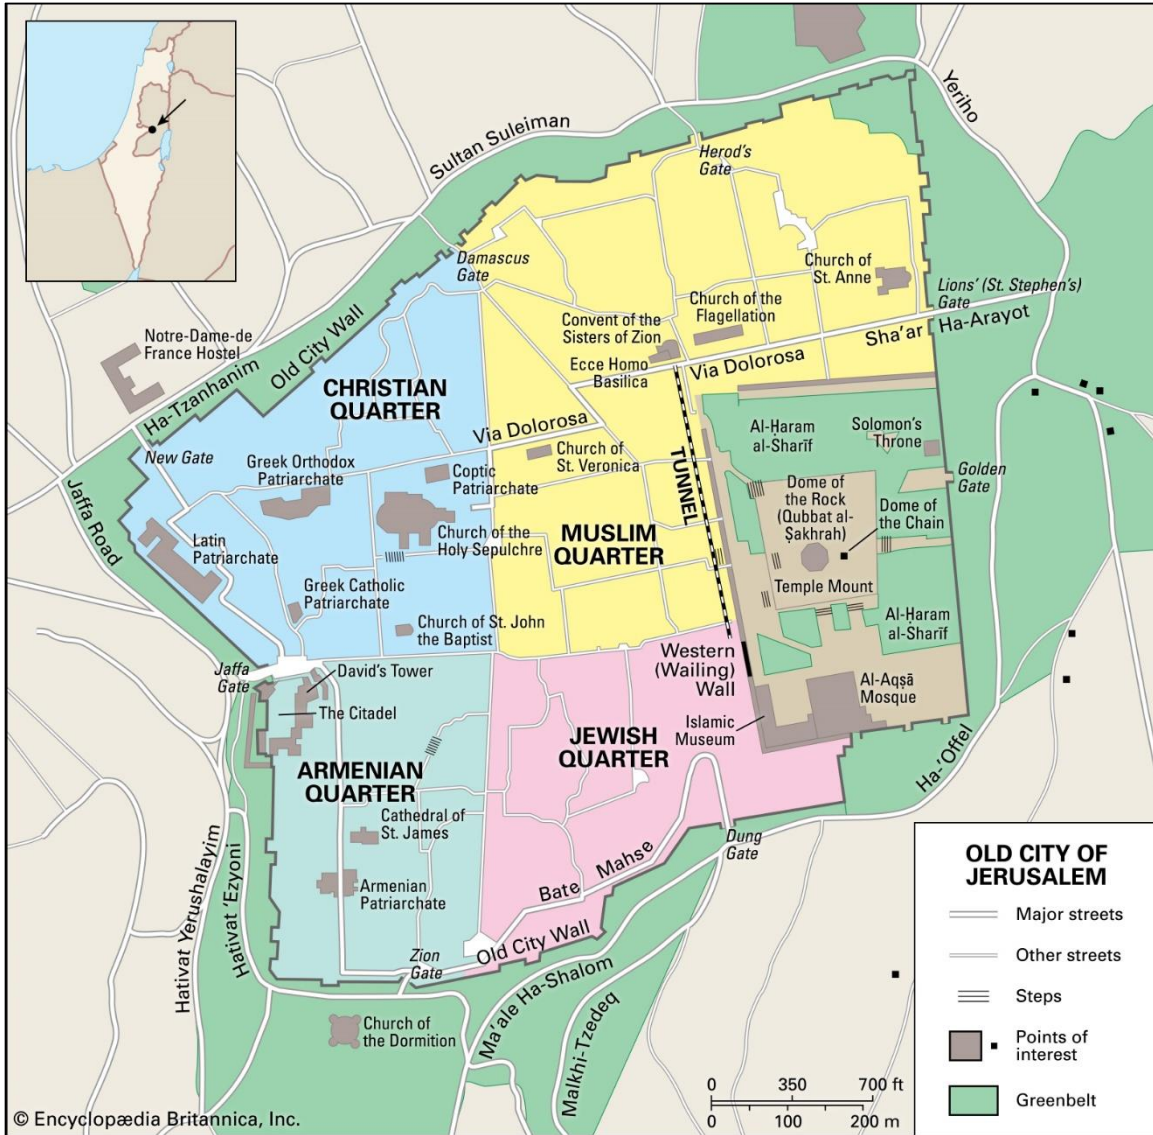 Sultan Suleiman
Yeriho
Herod's
Gate
Damascus
Gate
Church of
St. Anne
Lions' (St. Stephen's)
Gate
Church of the
Flagellation
Convent of the
Sisters of Zion
Ecce Homo
Basilica
Sha'ar Ha-Arayot
Via Dolorosa
Notre-Dame-de
France Hostel
Ha-Tzanhanim
Old City Wall
CHRISTIAN
QUARTER
Via Dolorosa
Church of
St. Veronica
TUNNEL
Al-Ḥaram
al-Sharīf
Solomon's
Throne
New Gate
Jaffa Road
Greek Orthodox
Patriarchate
Coptic
Patriarchate
Golden
Gate
Dome of
the Rock
(Qubbat al-
Ṣakhrah)
Dome of
the Chain
Latin
Patriarchate
Church of the
Holy Sepulchre
MUSLIM
QUARTER
Temple Mount
Greek Catholic
Patriarchate
Church of St. John
the Baptist
Al-Ḥaram
al-Sharīf
Jaffa
Gate
David's Tower
The Citadel
Western
(Wailing)
Wall
Al-Aqṣā
Mosque
Islamic
Museum
JEWISH
QUARTER
ARMENIAN
QUARTER
Ha-'Offel
Cathedral of
St. James
Dung
Gate
Bate Mahse
Armenian
Patriarchate
Hativat Yerushalayim
Hativat 'Ezyoni
Zion
Gate
Old City Wall
Ma'ale Ha-Shalom
Malkhi-Tzedeq
Church of
the Dormition
OLD CITY OF
JERUSALEM
Major streets
Other streets
Steps
Points of
interest
Greenbelt
0 350 700 ft
0 100 200 m
© Encyclopædia Britannica, Inc.